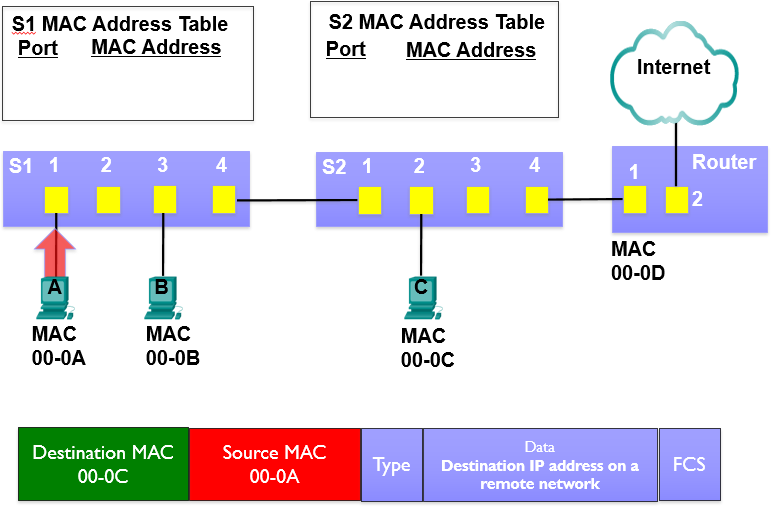 S1 MAC Address Table
Port MAC Address
S2 MAC Address Table
Port MAC Address
Internet
S1 1 2 3 4
S2 1 2 3 4
1 Router
2
MAC
00-0D
A
B
C
MAC
00-0A
MAC
00-0B
MAC
00-0C
Destination MAC
00-0C
Source MAC
00-0A
Type
Data
Destination IP address on a
remote network
FCS